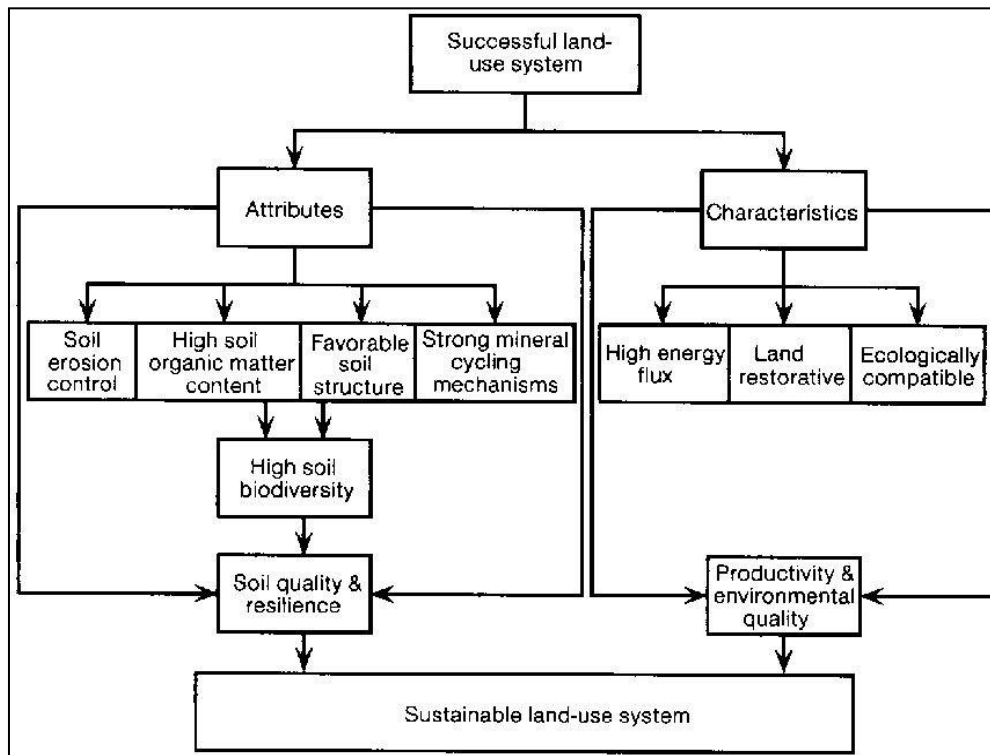 Successful land-
use system
Attributes
Characteristics
Soil
erosion
control
High soil
organic matter
content
Favorable
soil
structure
Strong mineral
cycling
mechanisms
High energy
flux
Land
restorative
Ecologically
compatible
High soil
biodiversity
Soil quality &
resilience
Productivity &
environmental
quality
Sustainable land-use system